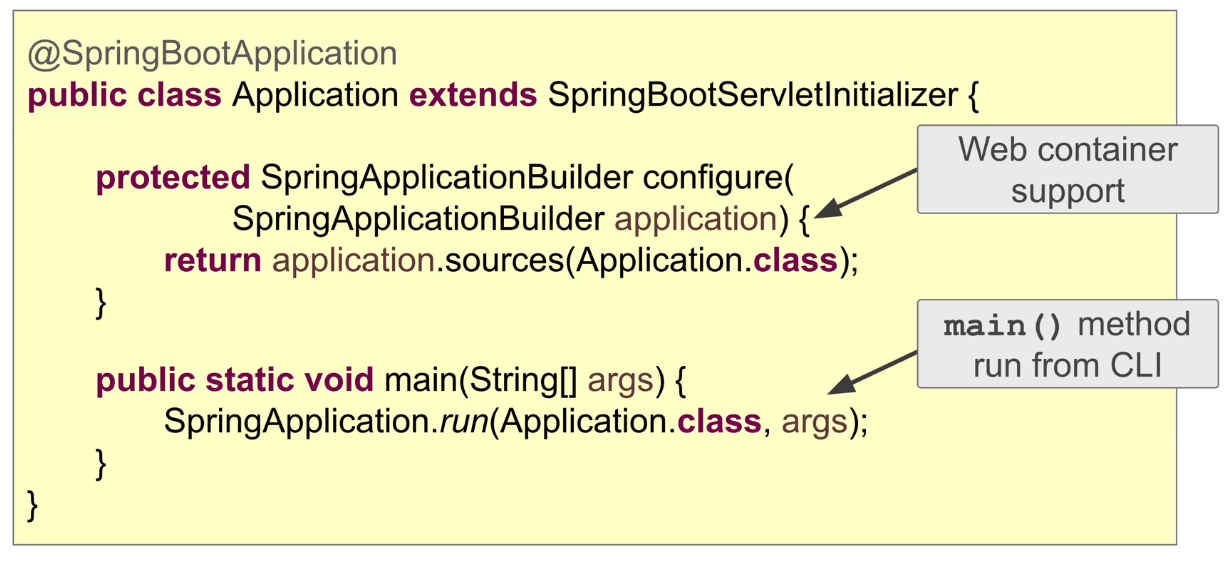 @SpringBootApplication
public class Application extends SpringBootServletInitializer {
protected SpringApplicationBuilder configure(
SpringApplicationBuilder application) {
return application.sources(Application.class);
}
public static void main(String[] args) {
SpringApplication.run(Application.class, args);
}
}
Web container
support
main() method
run from CLI